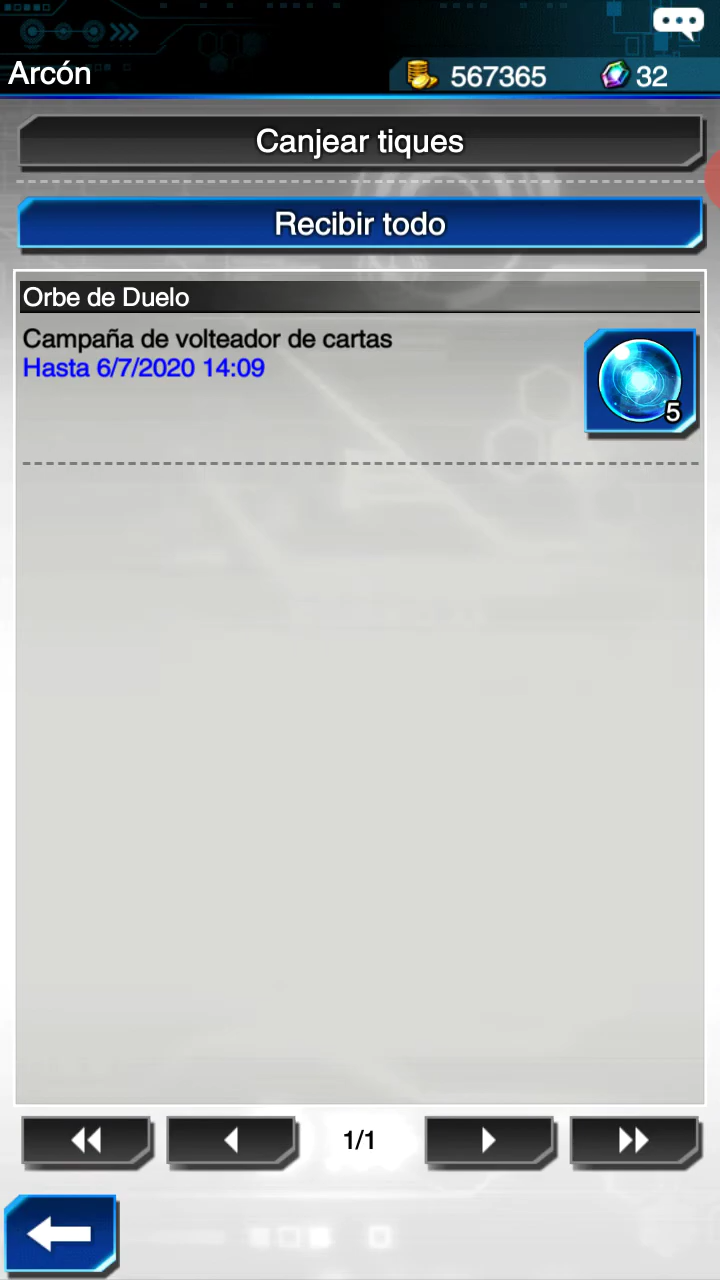 Arcón
567365
32
Canjear tiques
Recibir todo
Orbe de Duelo
Campaña de volteador de cartas
Hasta 6/7/2020 14:09
5
1/1